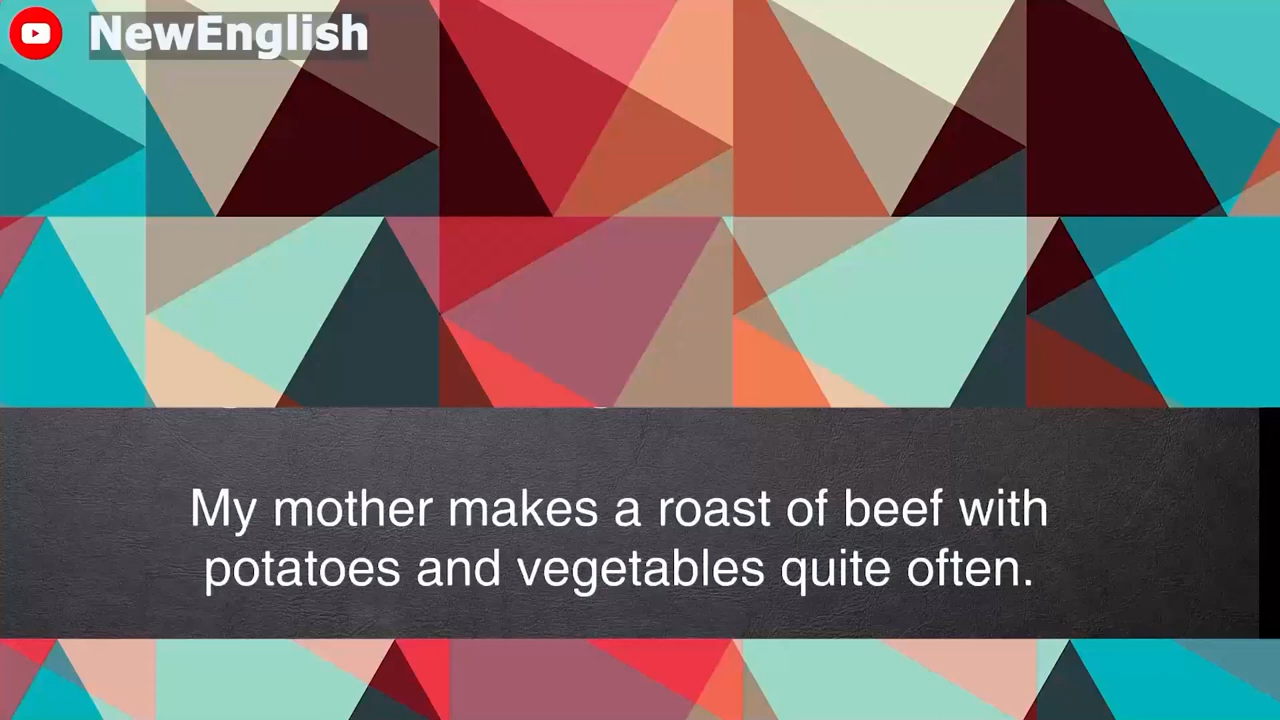 NewEnglish
My mother makes a roast of beef with
potatoes and vegetables quite often.